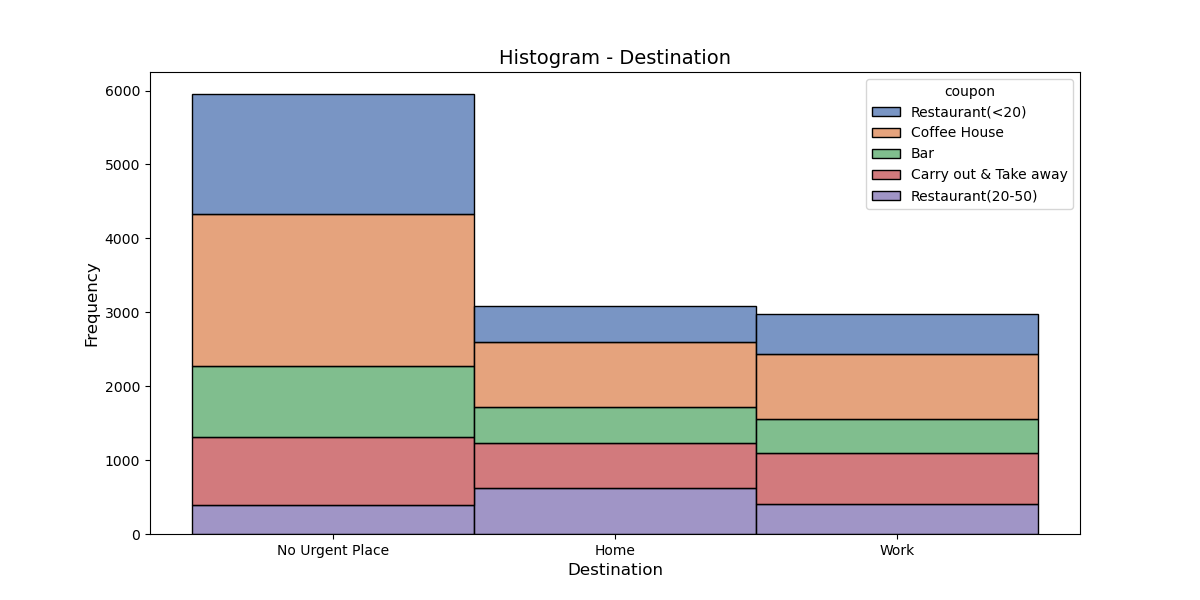 Histogram - Destination
coupon
Restaurant(<20)
Coffee House
Bar
Carry out & Take away
Restaurant(20-50)
Frequency
6000
5000
4000
3000
2000
1000
0
No Urgent Place
Home
Work
Destination